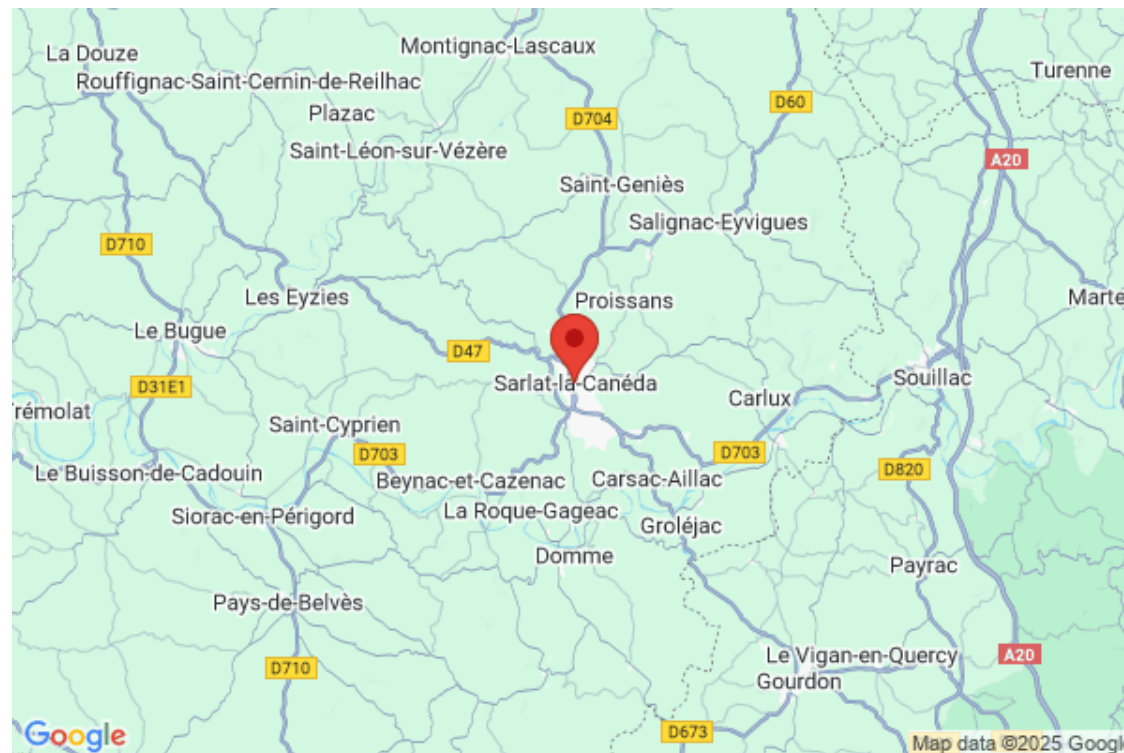 Montignac-Lascaux
La Douze
Turenne
Rouffignac-Saint-Cernin-de-Reilhac
D60
Plazac
D704
Saint-Léon-sur-Vézère
A20
Saint-Geniès
Salignac-Eyvigues
D710
Les Eyzies
Proissans
Marte
Le Bugue
D47
Sarlat-la-Canéda
Souillac
D31E1
Carlux
Trémolat
Saint-Cyprien
D703
D703
Le Buisson-de-Cadouin
Beynac-et-Cazenac
Carsac-Aillac
D820
Siorac-en-Périgord
La Roque-Gageac
Groléjac
Domme
Payrac
Pays-de-Belvès
D710
Le Vigan-en-Quercy
A20
Gourdon
D673
Google
Map data ©2025 Google